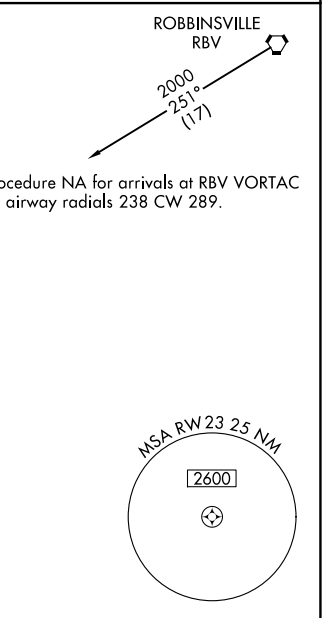 ROBBINSVILLE
RBV
2000
251°
(17)
ocedure NA for arrivals at RBV VORTAC
airway radials 238 CW 289.
MSA RW23 25 NM
2600